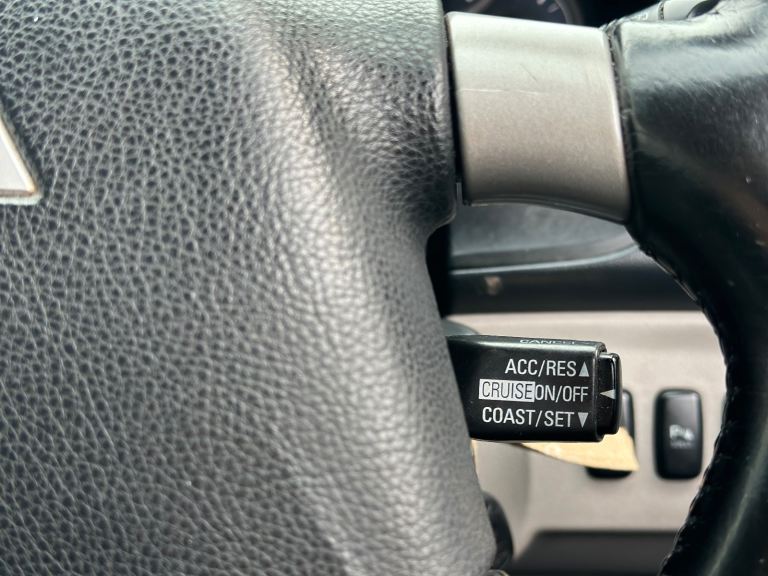 CANCEL
ACC/RES▲
CRUISE ON/OFF ◀
COAST/SET▼